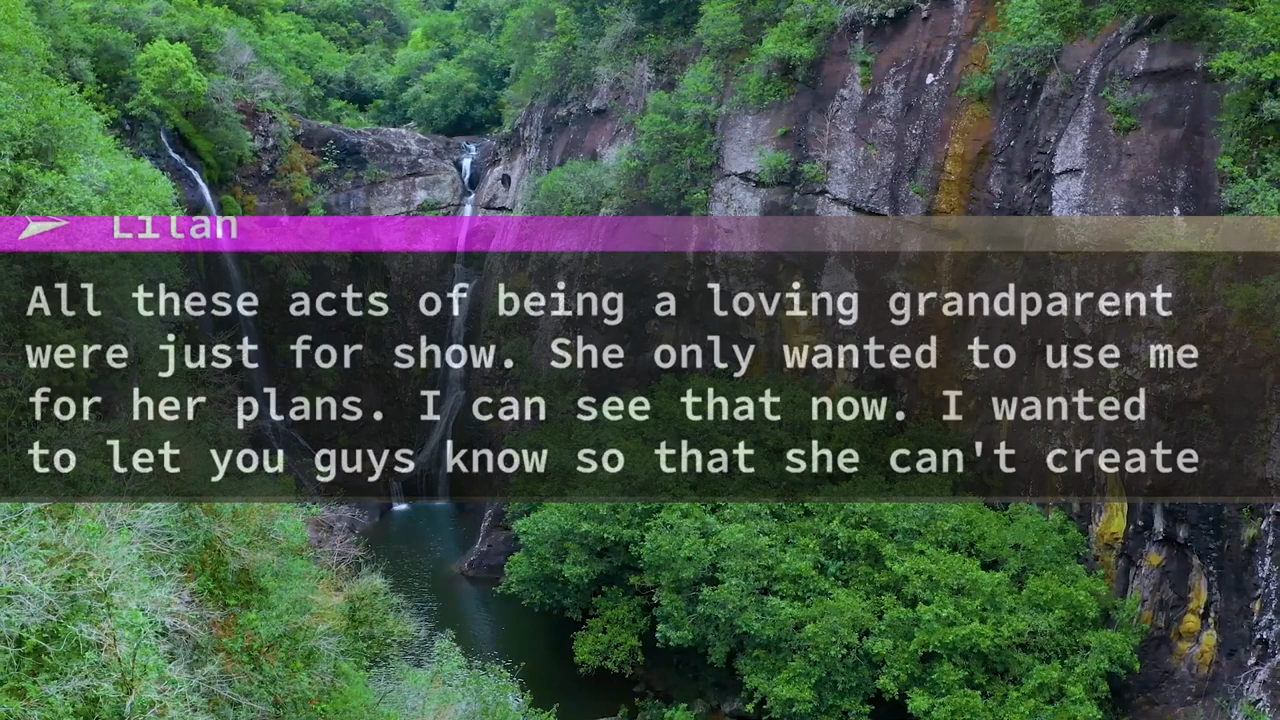 Lilan
All these acts of being a loving grandparent
were just for show. She only wanted to use me
for her plans. I can see that now. I wanted
to let you guys know so that she can't create